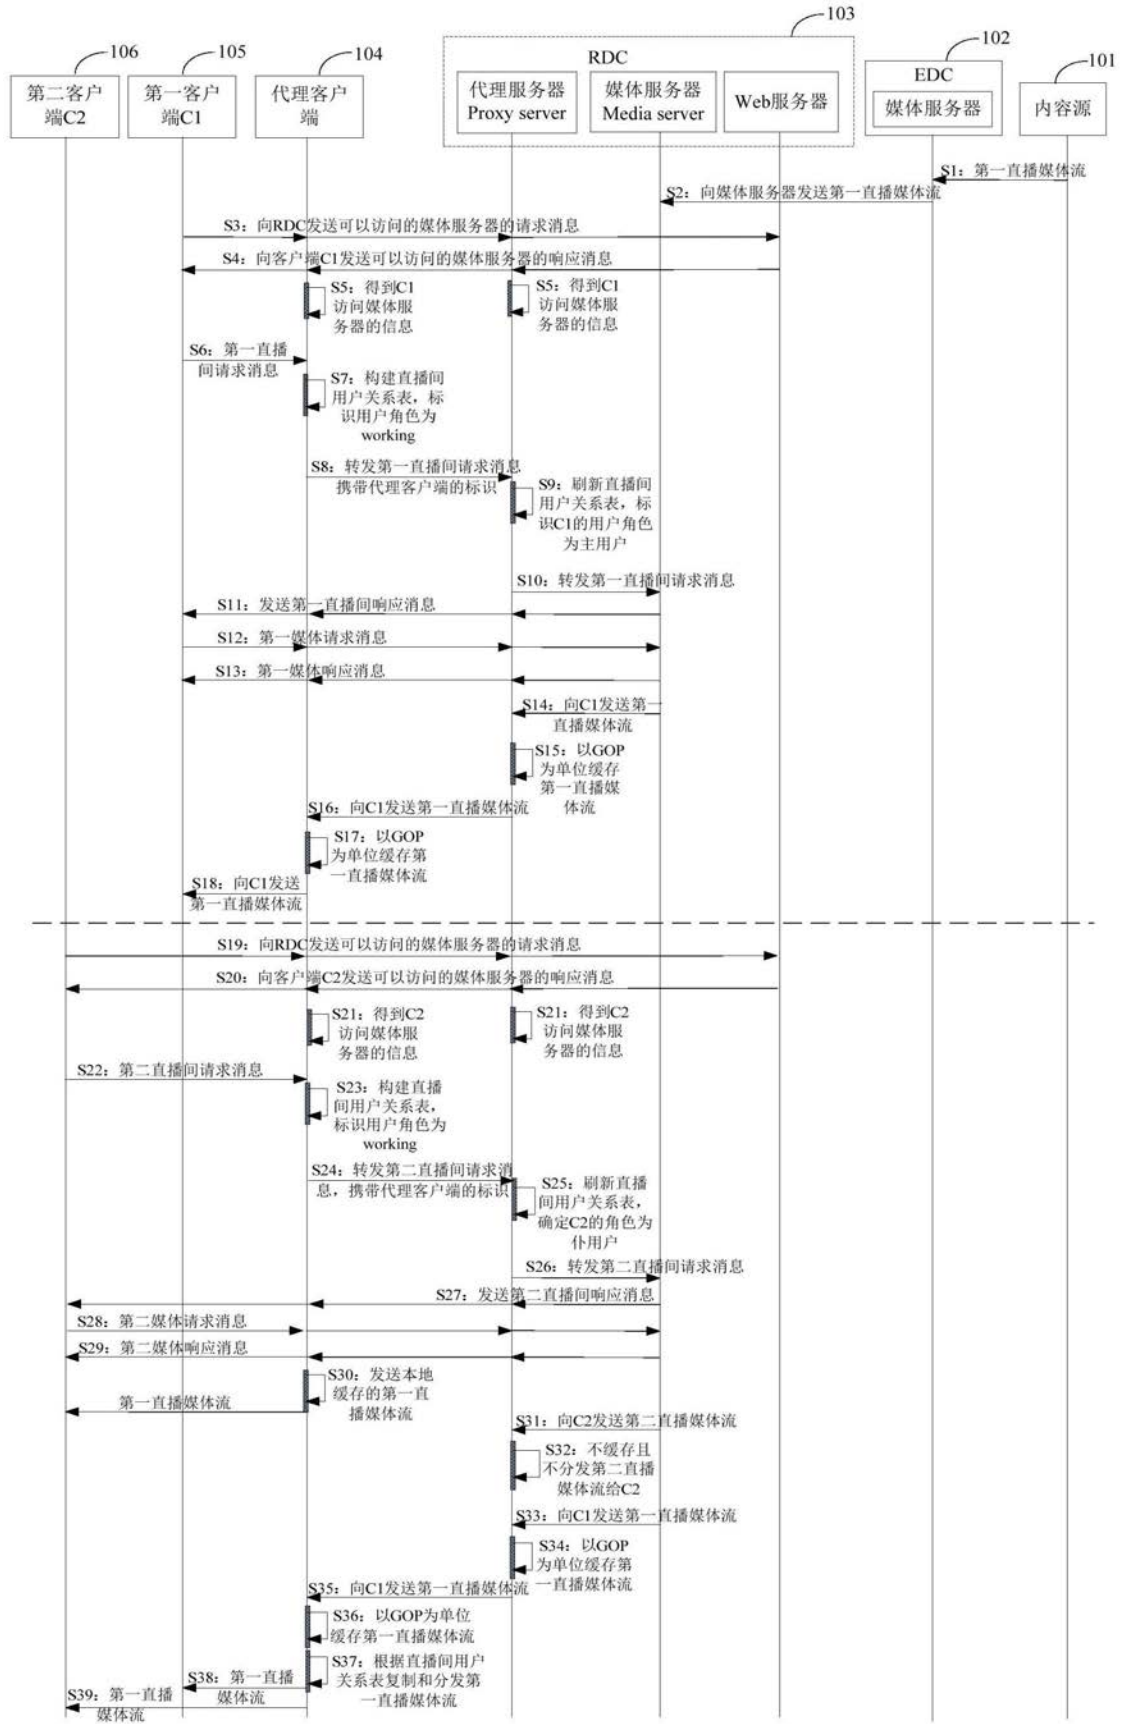 103
106
105
104
RDC
102
101
第二客户
端C2
第一客户
端C1
代理客户
端
代理服务器
Proxy server
媒体服务器
Media server
Web服务器
EDC
媒体服务器
内容源
S1：第一直播媒体流
S2：向媒体服务器发送第一直播媒体流
S3：向RDC发送可以访问的媒体服务器的请求消息
S4：向客户端C1发送可以访问的媒体服务器的响应消息
S5：得到C1
访问媒体服
务器的信息
S5：得到C1
访问媒体服
务器的信息
S6：第一直播
间请求消息
S7：构建直播间
用户关系表，标
识用户角色为
working
S8：转发第一直播间请求消息
携带代理客户端的标识
S9：刷新直播间
用户关系表，标
识C1的用户角色
为主用户
S10：转发第一直播间请求消息
S11：发送第一直播间响应消息
S12：第一媒体请求消息
S13：第一媒体响应消息
S14：向C1发送第一
直播媒体流
S15：以GOP
为单位缓存
第一直播媒
体流
S16：向C1发送第一直播媒体流
S17：以GOP
为单位缓存第
一直播媒体流
S18：向C1发送
第一直播媒体流
S19：向RDC发送可以访问的媒体服务器的请求消息
S20：向客户端C2发送可以访问的媒体服务器的响应消息
S21：得到C2
访问媒体服
务器的信息
S21：得到C2
访问媒体服
务器的信息
S22：第二直播间请求消息
S23：构建直播
间用户关系表，
标识用户角色为
working
S24：转发第二直播间请求消
息，携带代理客户端的标识
S25：刷新直播
间用户关系表，
确定C2的角色为
仆用户
S26：转发第二直播间请求消息
S27：发送第二直播间响应消息
S28：第二媒体请求消息
S29：第二媒体响应消息
S30：发送本地
缓存的第一直
播媒体流
第一直播媒体流
S31：向C2发送第二直播媒体流
S32：不缓存且
不分发第二直播
媒体流给C2
S33：向C1发送第一直播媒体流
S34：以GOP
为单位缓存第
一直播媒体流
S35：向C1发送第一直播媒体流
S36：以GOP为单位
缓存第一直播媒体流
S37：根据直播间用户
关系表复制和分发第
一直播媒体流
S38：第一直播
媒体流
S39：第一直播
媒体流